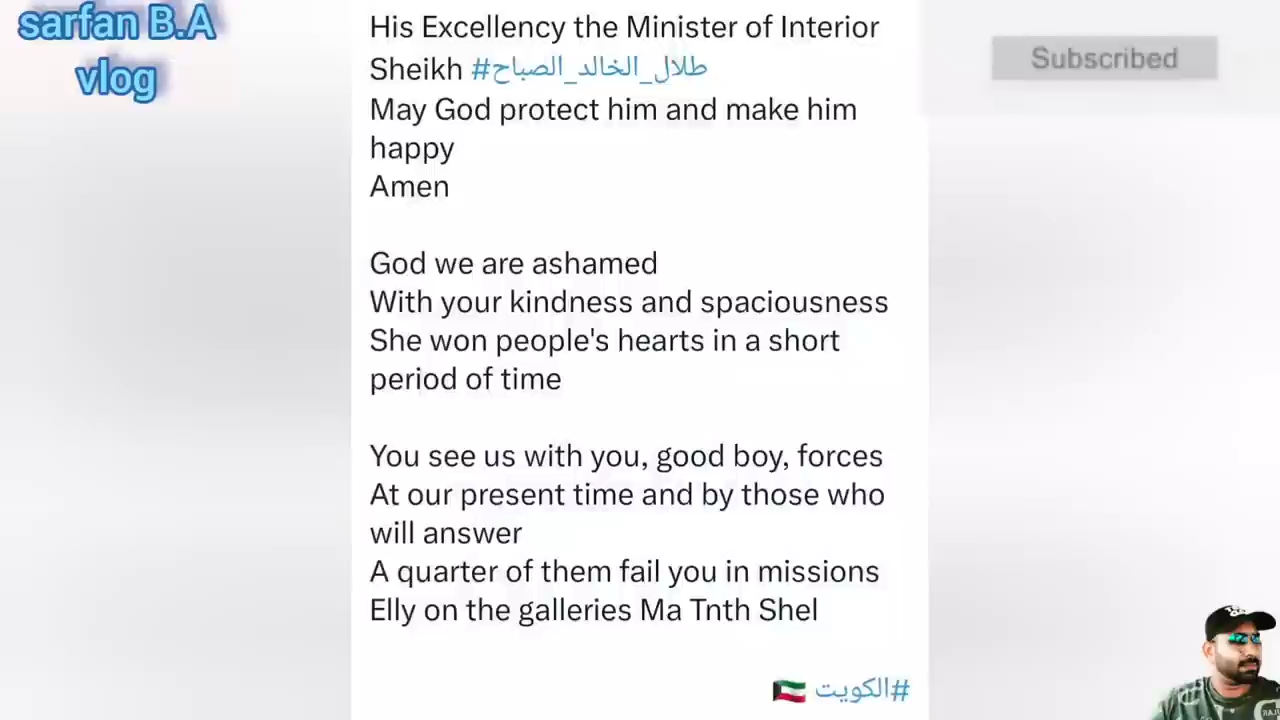 sarfan B.A
vlog
Subscribed
His Excellency the Minister of Interior
Sheikh #طلال_الخالد_الصباح
May God protect him and make him
happy
Amen
God we are ashamed
With your kindness and spaciousness
She won people's hearts in a short
period of time
You see us with you, good boy, forces
At our present time and by those who
will answer
A quarter of them fail you in missions
Elly on the galleries Ma Tnth Shel
#الكويت